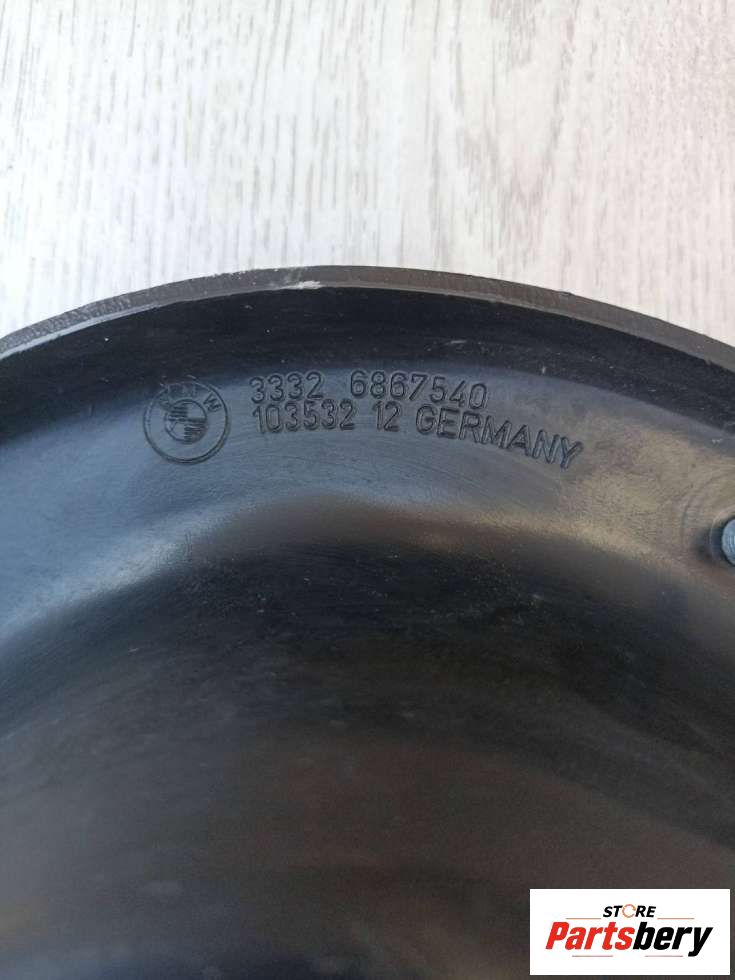 BMW
3332 6867540
103532 12 GERMANY
STORE
Partsbery